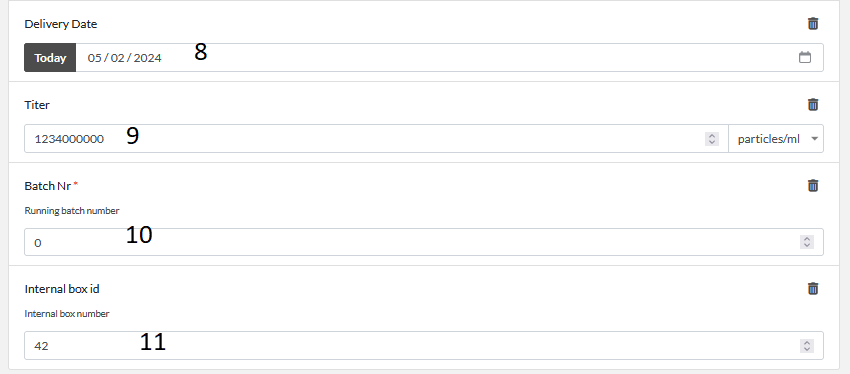 Delivery Date
Today 05 / 02 / 2024 8
Titer
1234000000 9 particles/ml
Batch Nr *
Running batch number
0 10
Internal box id
Internal box number
42 11